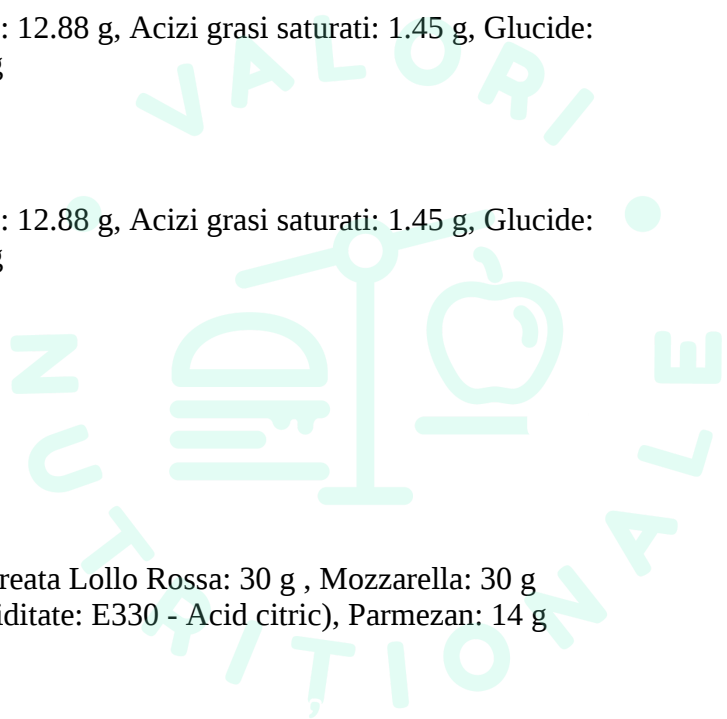 : 12.88 g, Acizi grasi saturati: 1.45 g, Glucide:
g
: 12.88 g, Acizi grasi saturati: 1.45 g, Glucide:
g
reata Lollo Rossa: 30 g , Mozzarella: 30 g
iditate: E330 - Acid citric), Parmezan: 14 g
VALORI
NUTRIȚIONALE